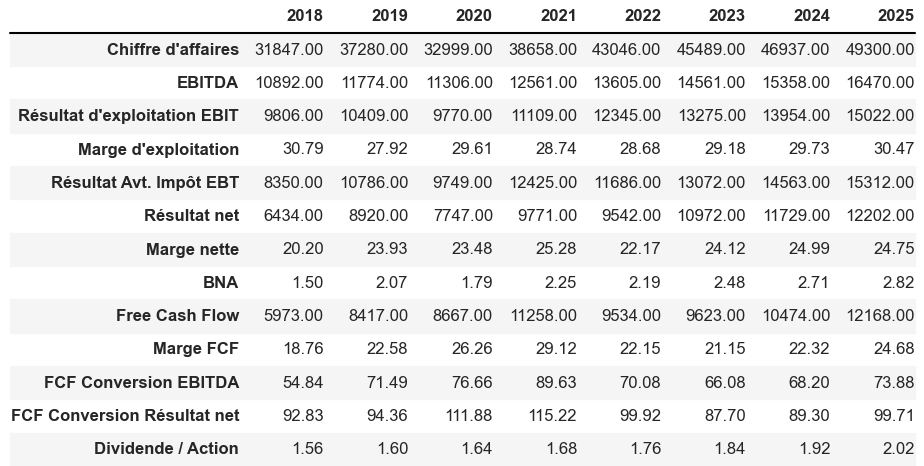 2018 2019 2020 2021 2022 2023 2024 2025
Chiffre d'affaires 31847.00 37280.00 32999.00 38658.00 43046.00 45489.00 46937.00 49300.00
EBITDA 10892.00 11774.00 11306.00 12561.00 13605.00 14561.00 15358.00 16470.00
Résultat d'exploitation EBIT 9806.00 10409.00 9770.00 11109.00 12345.00 13275.00 13954.00 15022.00
Marge d'exploitation 30.79 27.92 29.61 28.74 28.68 29.18 29.73 30.47
Résultat Avt. Impôt EBT 8350.00 10786.00 9749.00 12425.00 11686.00 13072.00 14563.00 15312.00
Résultat net 6434.00 8920.00 7747.00 9771.00 9542.00 10972.00 11729.00 12202.00
Marge nette 20.20 23.93 23.48 25.28 22.17 24.12 24.99 24.75
BNA 1.50 2.07 1.79 2.25 2.19 2.48 2.71 2.82
Free Cash Flow 5973.00 8417.00 8667.00 11258.00 9534.00 9623.00 10474.00 12168.00
Marge FCF 18.76 22.58 26.26 29.12 22.15 21.15 22.32 24.68
FCF Conversion EBITDA 54.84 71.49 76.66 89.63 70.08 66.08 68.20 73.88
FCF Conversion Résultat net 92.83 94.36 111.88 115.22 99.92 87.70 89.30 99.71
Dividende / Action 1.56 1.60 1.64 1.68 1.76 1.84 1.92 2.02